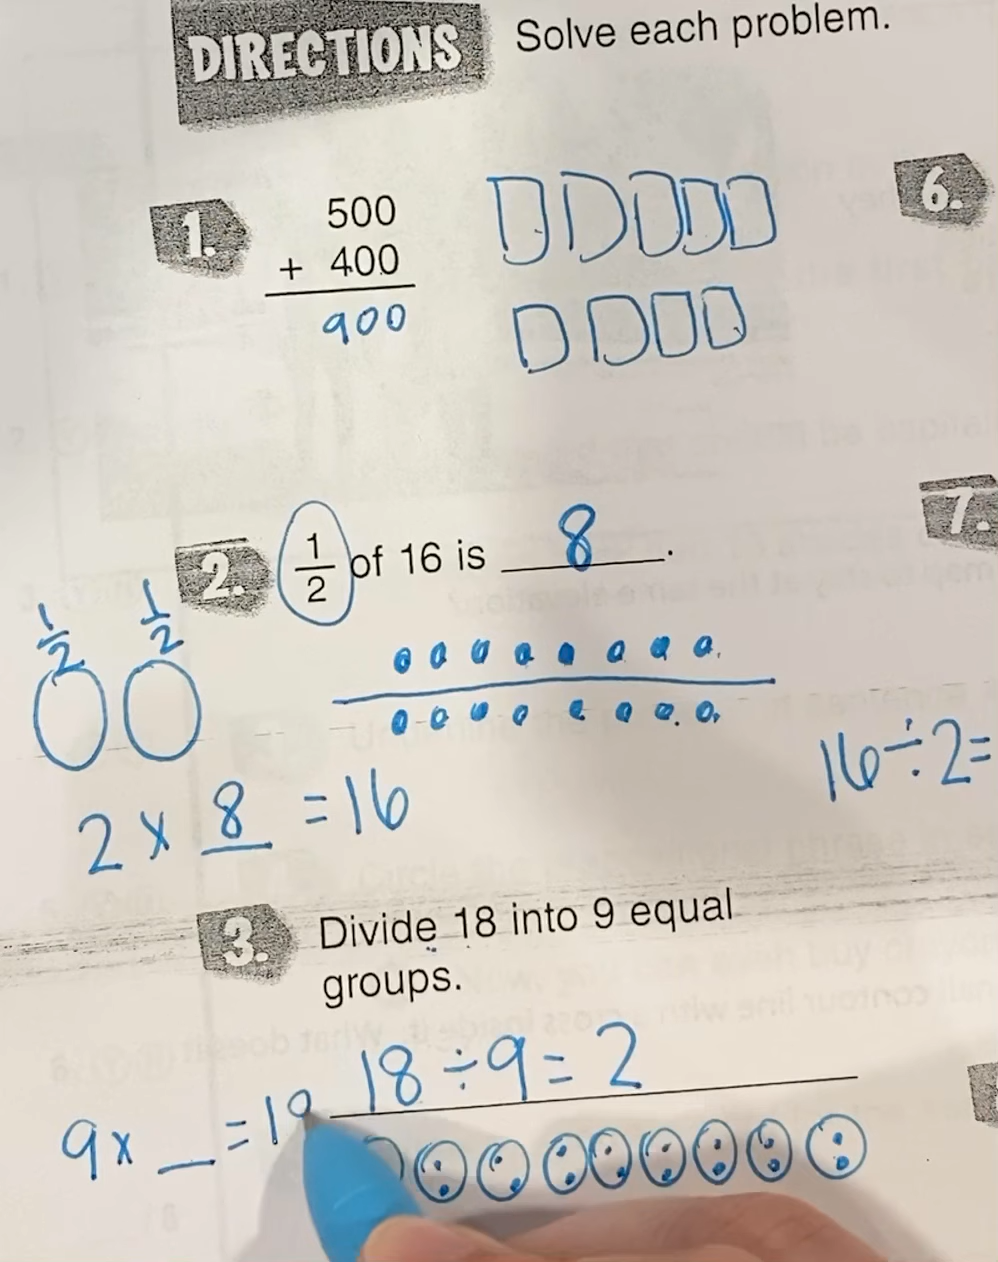 DIRECTIONS Solve each problem.
1. 500
+ 400
900
6.
2. 1/2 of 16 is 8.
7.
1/2 1/2
16 ÷ 2 =
2 × 8 = 16
3. Divide 18 into 9 equal
groups.
18 ÷ 9 = 2
9 × _ = 18